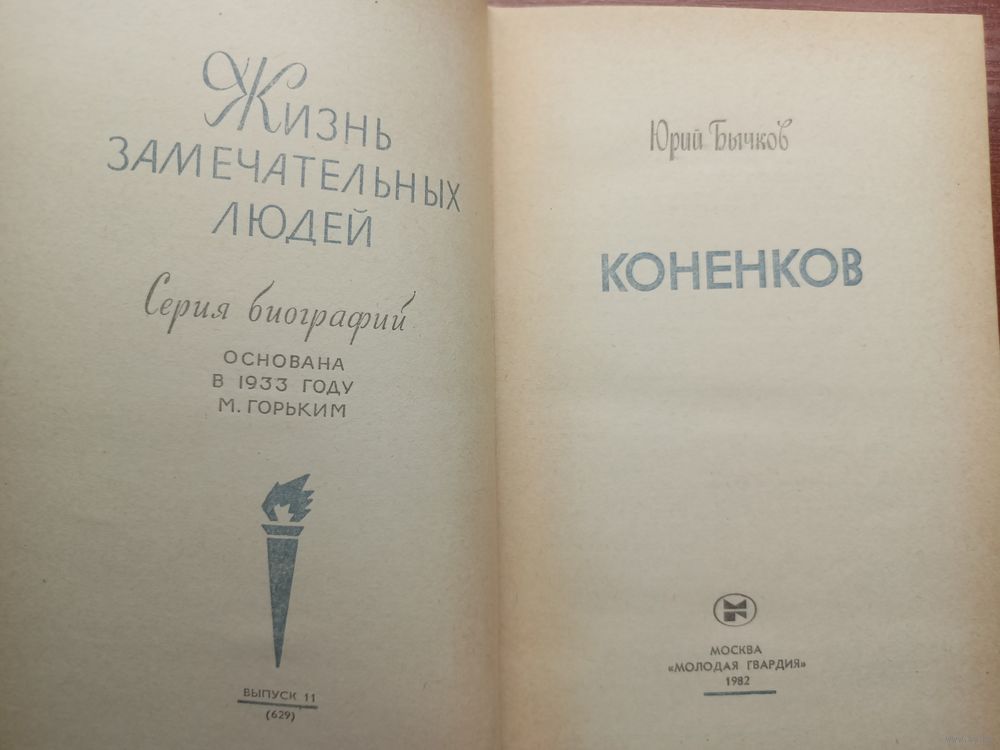 Жизнь
ЗАМЕЧАТЕЛЬНЫХ
ЛЮДЕЙ
Серия биографий
ОСНОВАНА
В 1933 ГОДУ
М. ГОРЬКИМ
ВЫПУСК 11
(629)
Юрий Бычков
КОНЕНКОВ
МОСКВА
«МОЛОДАЯ ГВАРДИЯ»
1982